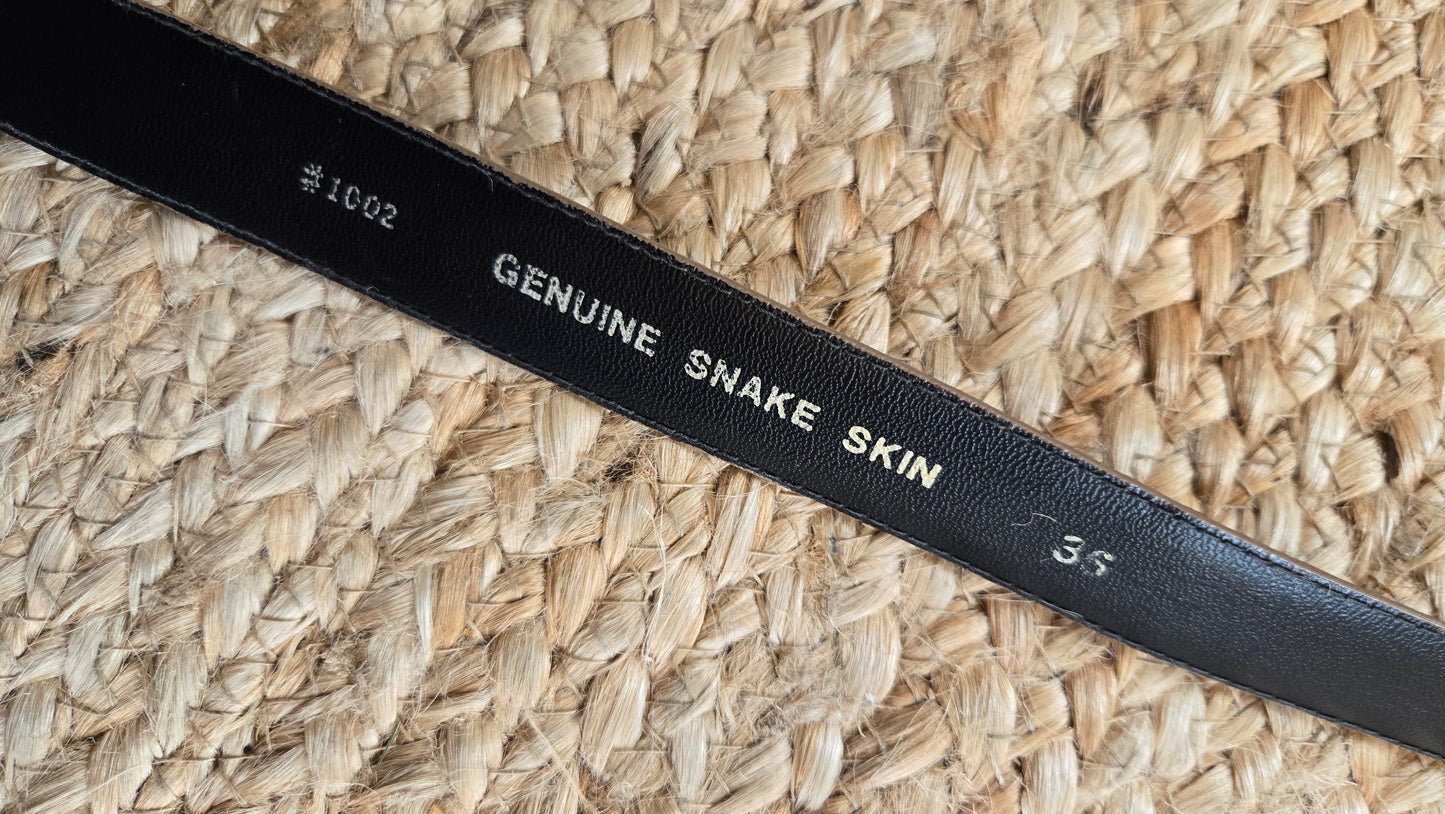 #1002 GENUINE SNAKE SKIN 36